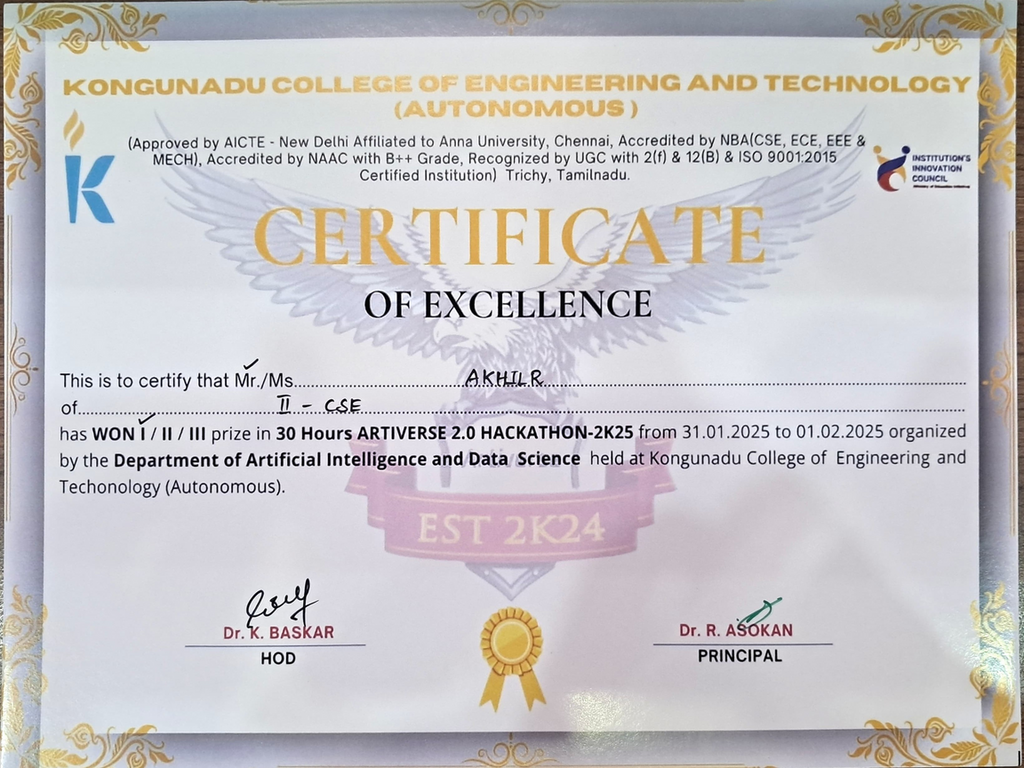 KONGUNADU COLLEGE OF ENGINEERING AND TECHNOLOGY
(AUTONOMOUS )
(Approved by AICTE - New Delhi Affiliated to Anna University, Chennai, Accredited by NBA(CSE, ECE, EEE &
MECH), Accredited by NAAC with B++ Grade, Recognized by UGC with 2(f) & 12(B) & ISO 9001:2015
Certified Institution) Trichy, Tamilnadu.
K
INSTITUTION'S
INNOVATION
COUNCIL
CERTIFICATE
OF EXCELLENCE
This is to certify that Mr./Ms. AKHIL R
of II - CSE
has WON I / II / III prize in 30 Hours ARTIVERSE 2.0 HACKATHON-2K25 from 31.01.2025 to 01.02.2025 organized
by the Department of Artificial Intelligence and Data Science held at Kongunadu College of Engineering and
Techonology (Autonomous).
EST 2K24
Dr. K. BASKAR
HOD
Dr. R. ASOKAN
PRINCIPAL